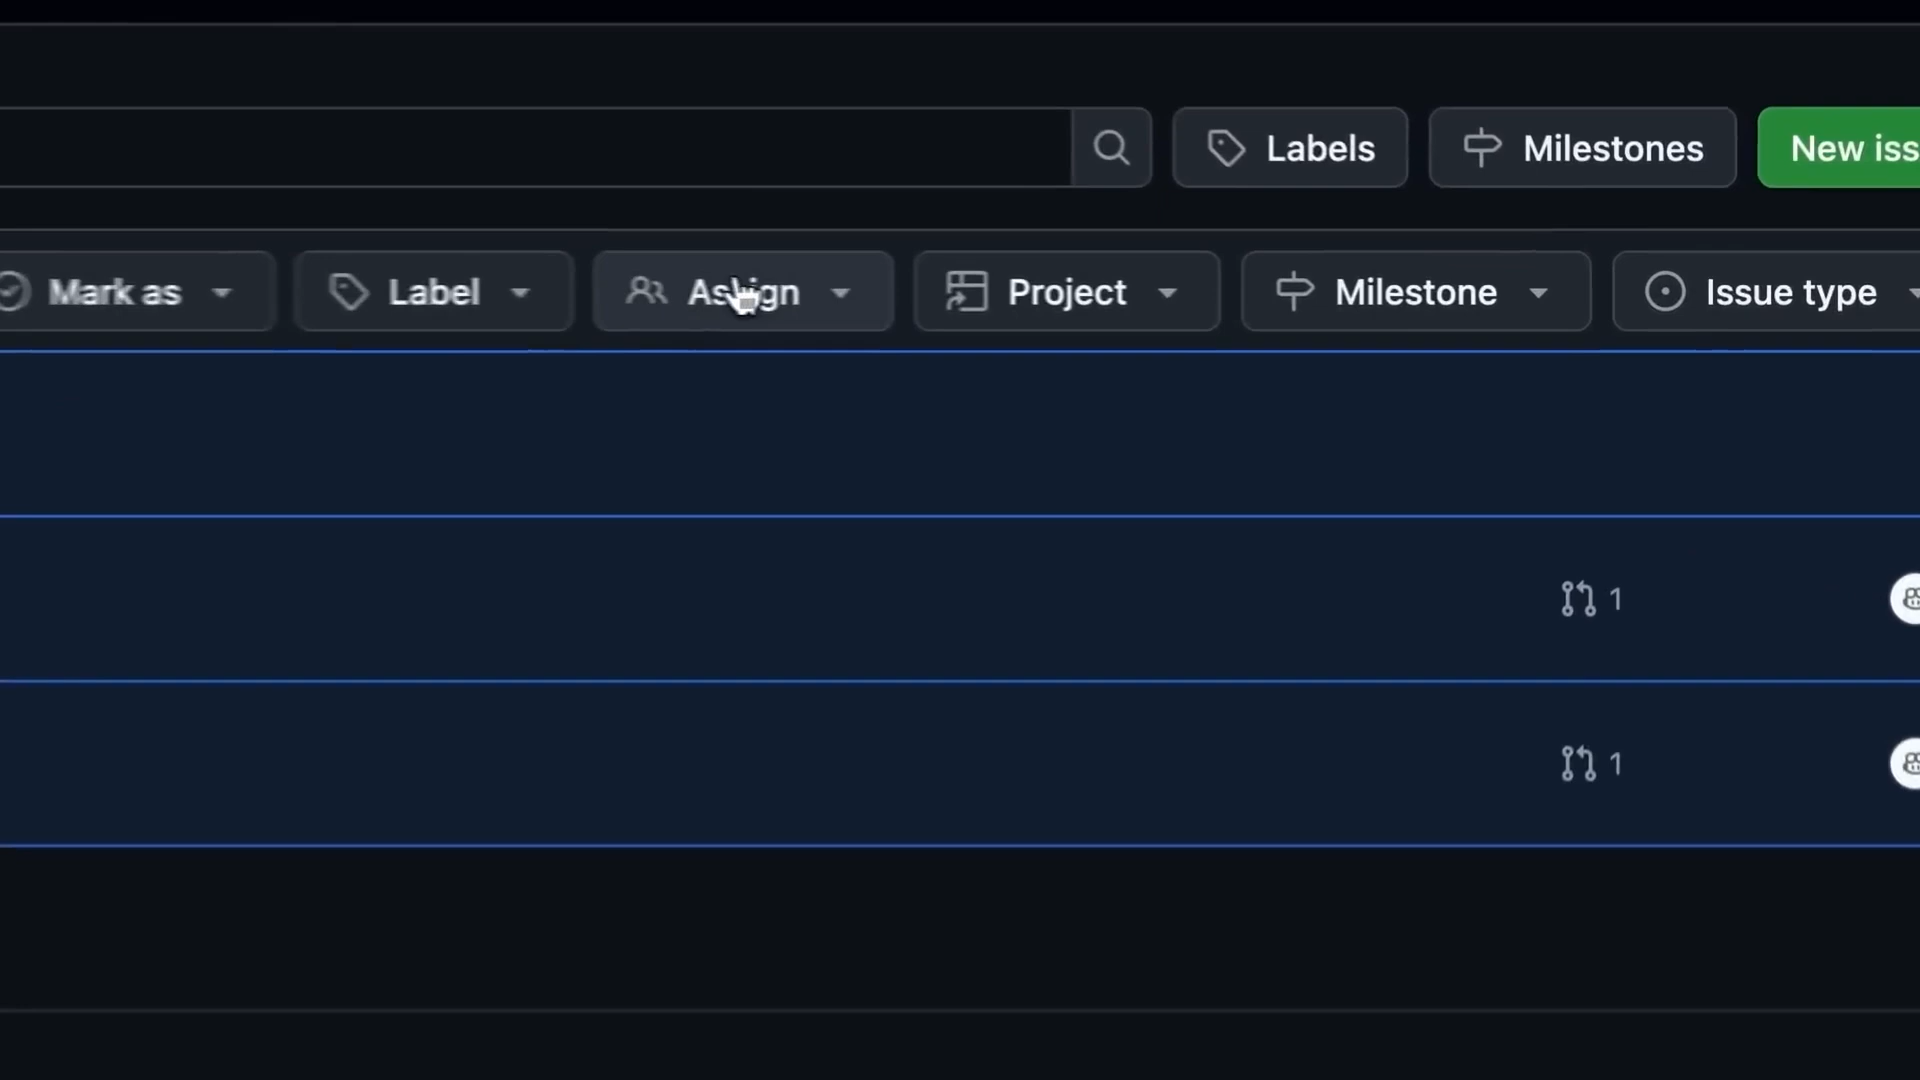 Labels
Milestones
New iss
Mark as
Label
Assign
Project
Milestone
Issue type
1
1